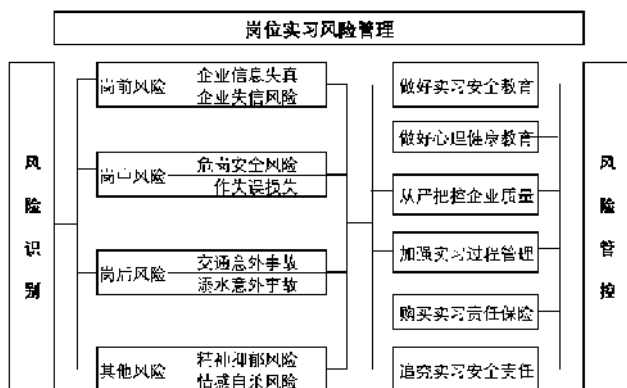 岗位实习风险管理
风险识别
岗前风险 企业信息失真
企业失信风险
岗中风险 危岗安全风险
作失误损失
岗后风险 交通意外事故
溺水意外事故
其他风险 精神抑郁风险
情感自杀风险
做好实习安全教育
做好心理健康教育
从严把控企业质量
加强实习过程管理
购买实习责任保险
追究实习安全责任
风险管控